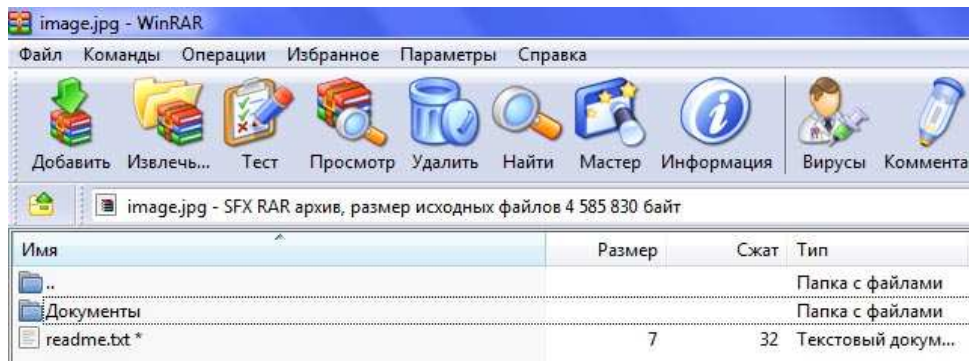 image.jpg - WinRAR
Файл Команды Операции Избранное Параметры Справка
Добавить Извлечь... Тест Просмотр Удалить Найти Мастер Информация Вирусы Коммента
image.jpg - SFX RAR архив, размер исходных файлов 4 585 830 байт
Имя Размер Сжат Тип
.. Папка с файлами
Документы Папка с файлами
readme.txt * 7 32 Текстовый докум...